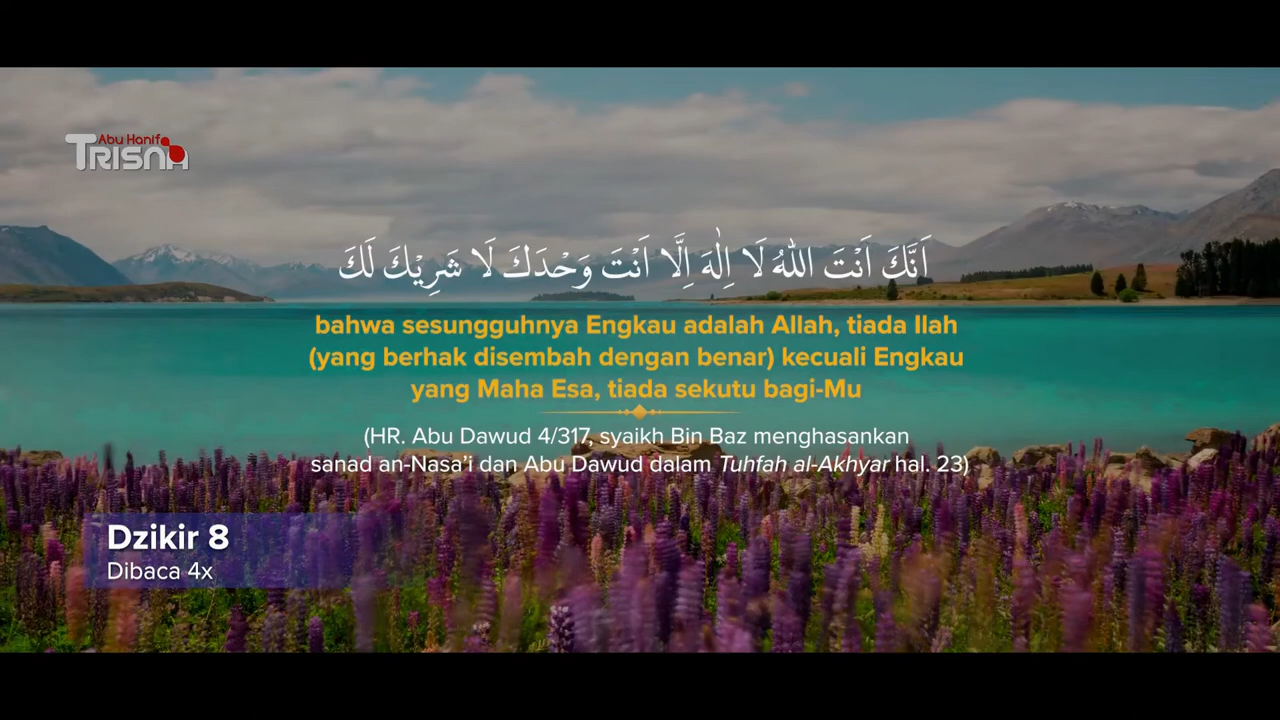 Abu Hanifa
TRISNA
اَنَّكَ اَنْتَ اللهُ لَا اِلٰهَ اِلَّا اَنْتَ وَحْدَكَ لَا شَرِيْكَ لَكَ
bahwa sesungguhnya Engkau adalah Allah, tiada Ilah
(yang berhak disembah dengan benar) kecuali Engkau
yang Maha Esa, tiada sekutu bagi-Mu
(HR. Abu Dawud 4/317, syaikh Bin Baz menghasankan
sanad an-Nasa’i dan Abu Dawud dalam Tuhfah al-Akhyar hal. 23)
Dzikir 8
Dibaca 4x